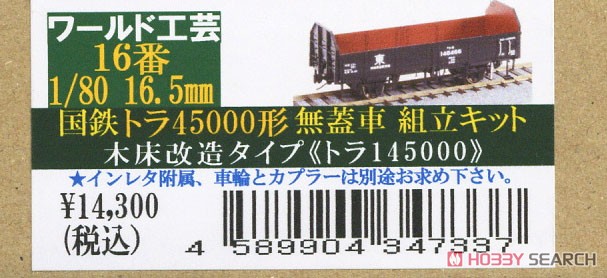 ワールド工芸
16番
1/80 16.5mm
国鉄トラ45000形 無蓋車 組立キット
木床改造タイプ《トラ145000》
★インレタ附属、車輪とカプラーは別途お求め下さい。
¥14,300
(税込)
4 589904 347337
東
HOBBY SEARCH